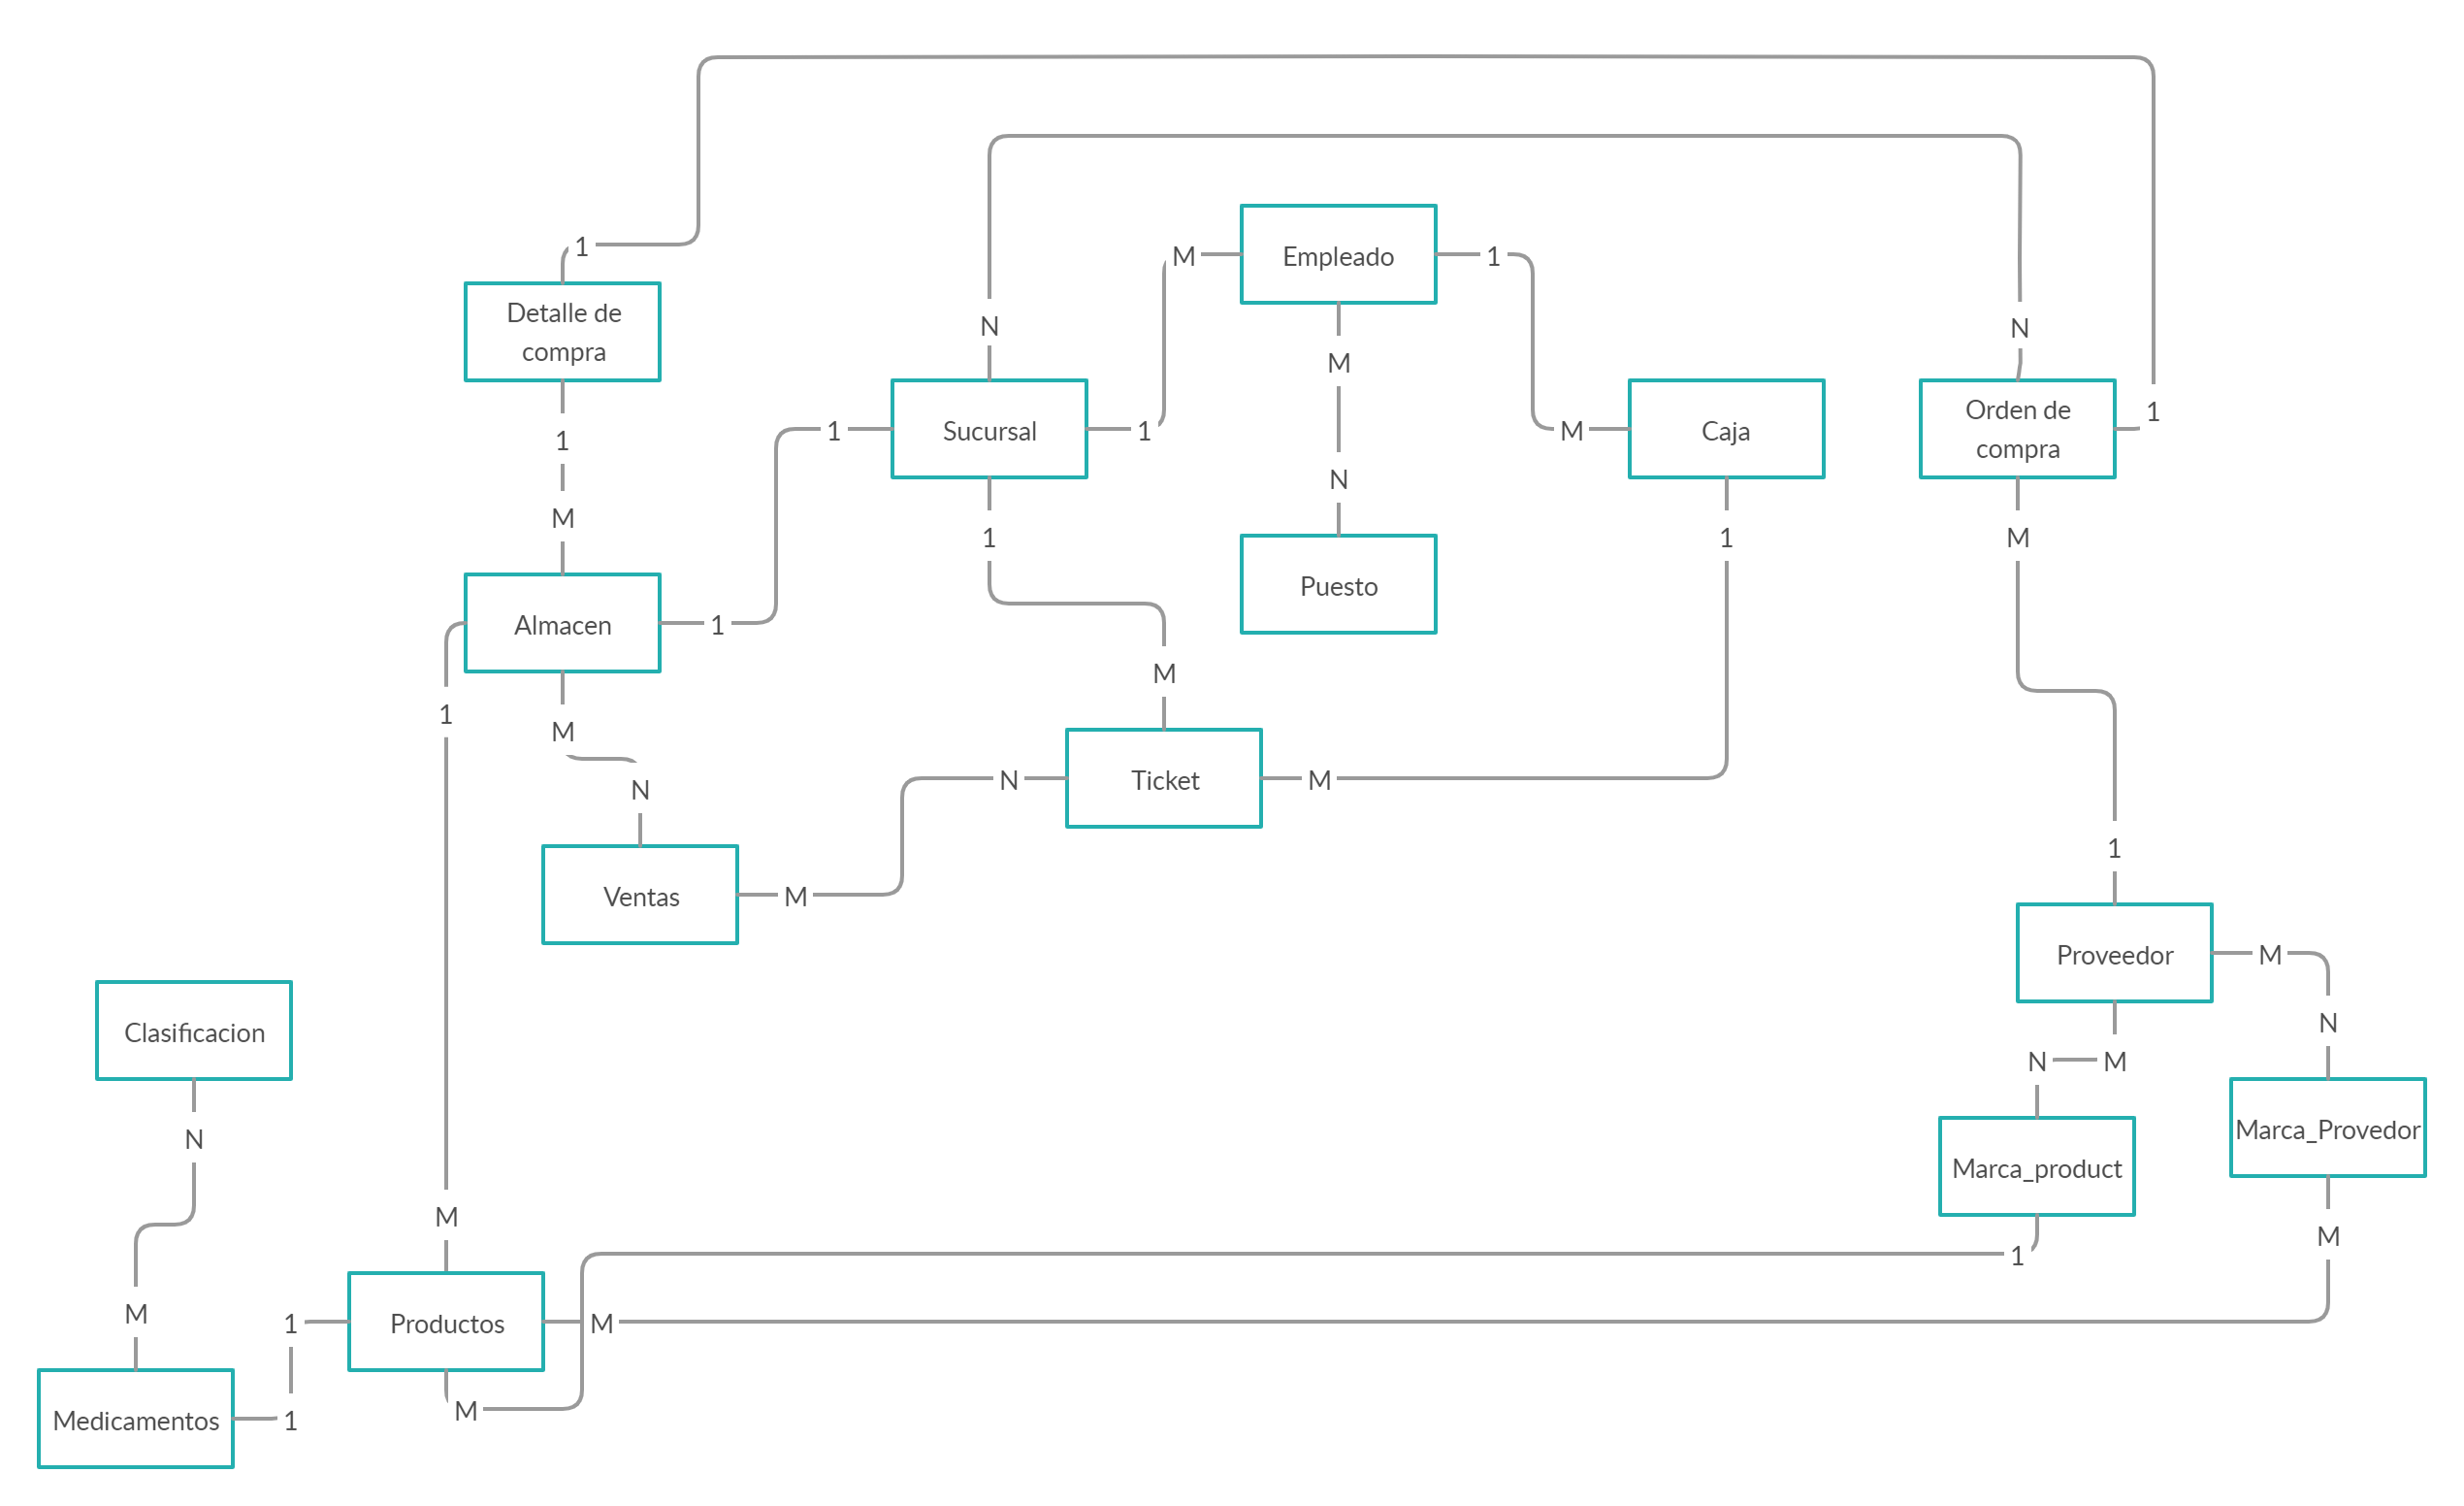 1
M
Empleado
1
Detalle de
compra
N
N
M
1
Sucursal
1
M
Caja
Orden de
compra
1
1
N
M
1
1
M
Puesto
Almacen
1
M
1
M
N
N
Ticket
M
1
Ventas
M
Proveedor
M
N
Clasificacion
N
M
N
Marca_Provedor
Marca_product
M
M
1
M
1
Productos
M
1
M
Medicamentos